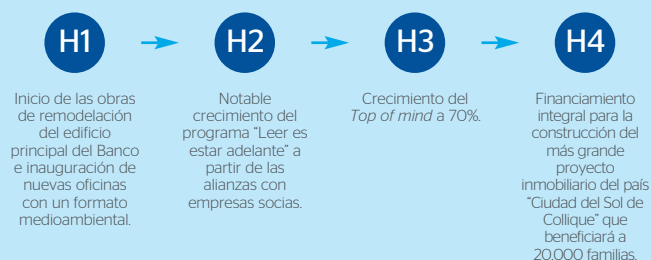 H1
H2
H3
H4
Inicio de las obras
de remodelación
del edificio
principal del Banco
e inauguración de
nuevas oficinas
con un formato
medioambiental.
Notable
crecimiento del
programa "Leer es
estar adelante" a
partir de las
alianzas con
empresas socias.
Crecimiento del
Top of mind a 70%.
Financiamiento
integral para la
construcción del
más grande
proyecto
inmobiliario del país
"Ciudad del Sol de
Collique" que
beneficiará a
20,000 familias.